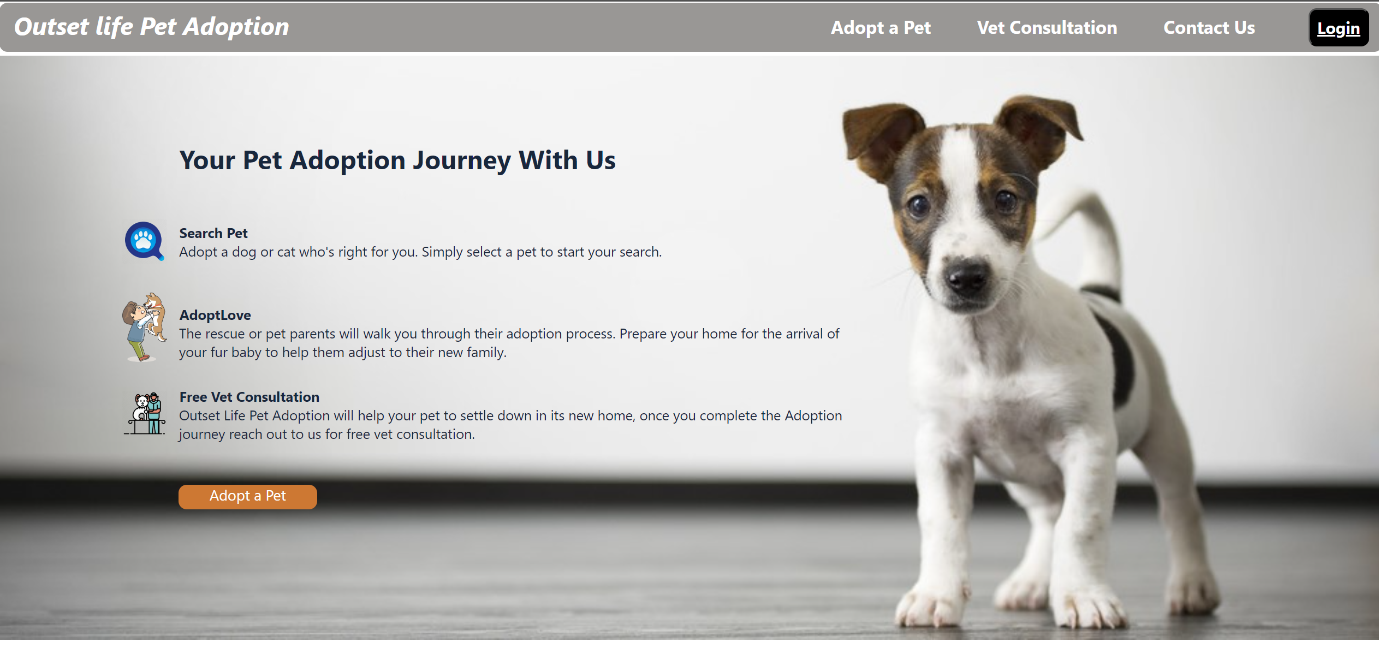 Outset life Pet Adoption
Adopt a Pet
Vet Consultation
Contact Us
Login
Your Pet Adoption Journey With Us
Search Pet
Adopt a dog or cat who's right for you. Simply select a pet to start your search.
AdoptLove
The rescue or pet parents will walk you through their adoption process. Prepare your home for the arrival of
your fur baby to help them adjust to their new family.
Free Vet Consultation
Outset Life Pet Adoption will help your pet to settle down in its new home, once you complete the Adoption
journey reach out to us for free vet consultation.
Adopt a Pet